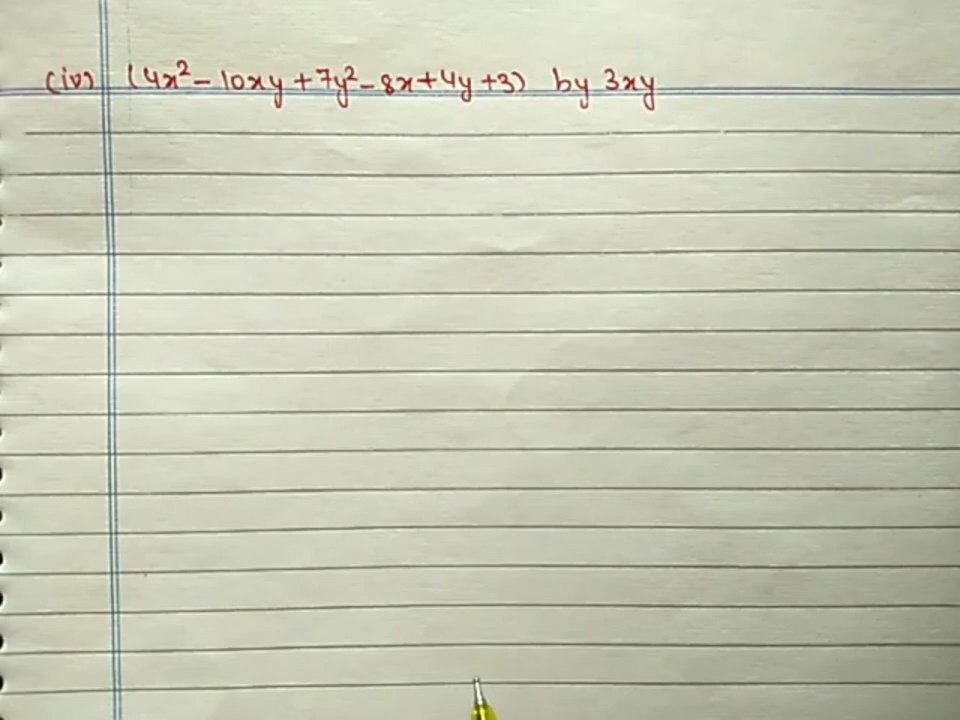 (iv) (4x² - 10xy + 7y² - 8x + 4y + 3) by 3xy